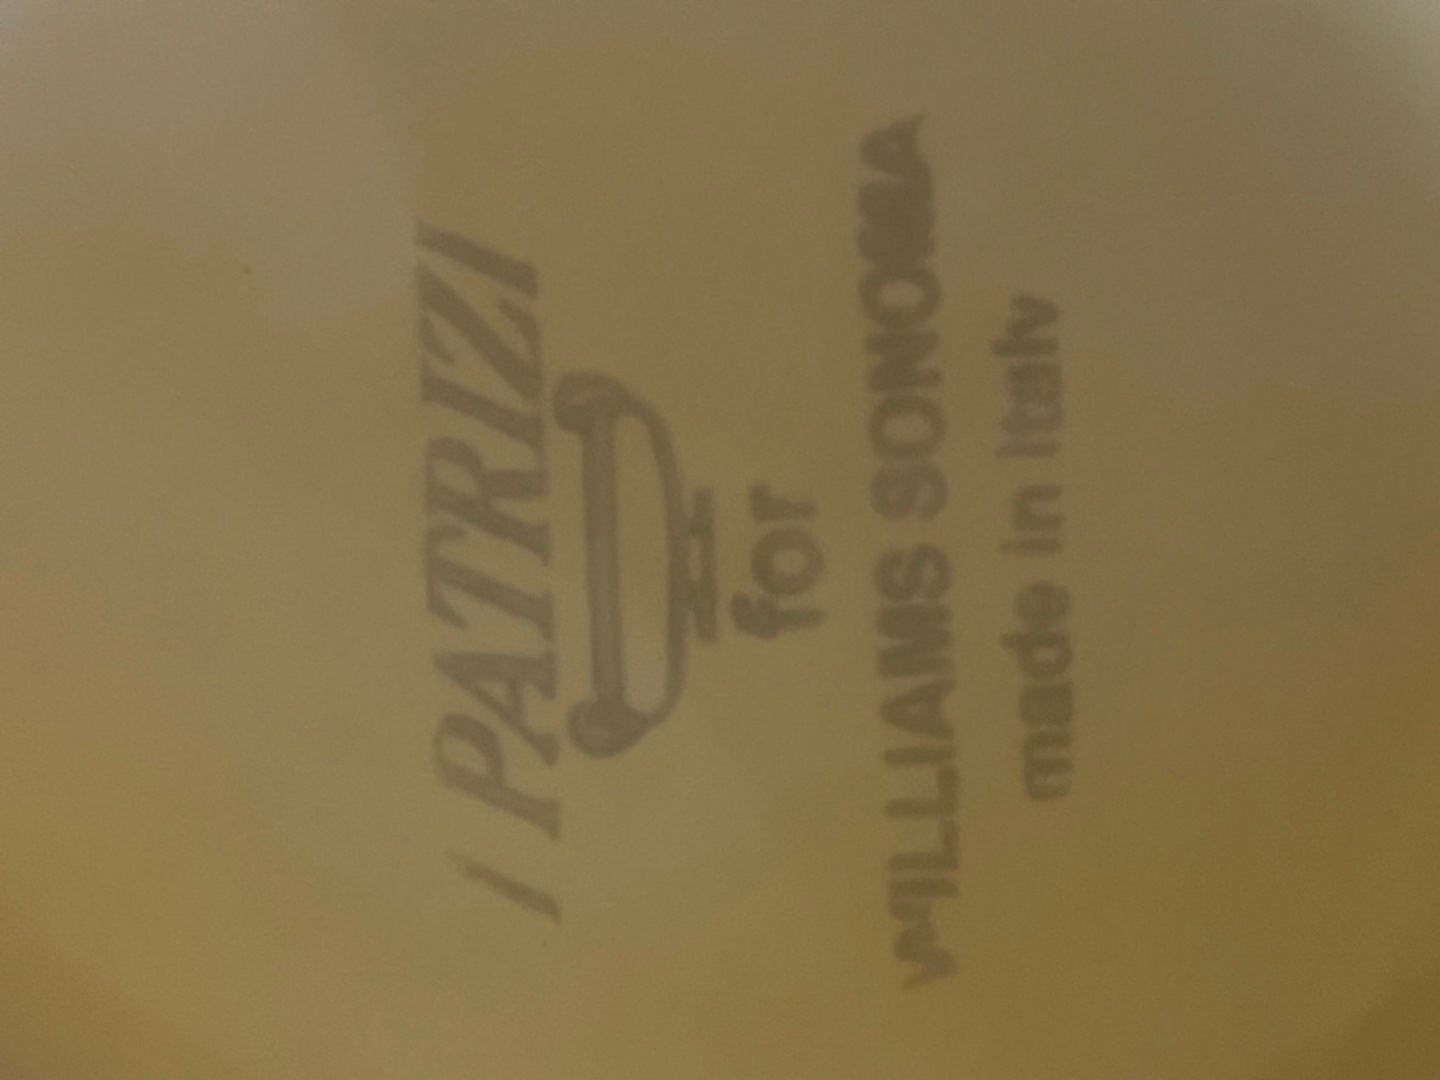 I PATRIZI
for
WILLIAMS SONOMA
made in Italy